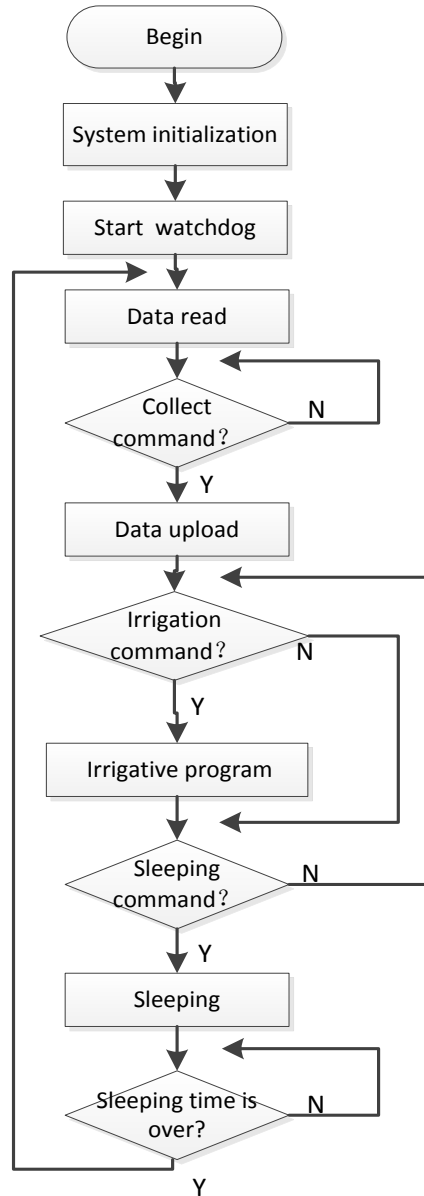 Begin
System initialization
Start watchdog
Data read
Collect
command？
N
Y
Data upload
Irrigation
command？
N
Y
Irrigative program
Sleeping
command？
N
Y
Sleeping
Sleeping time is
over?
N
Y